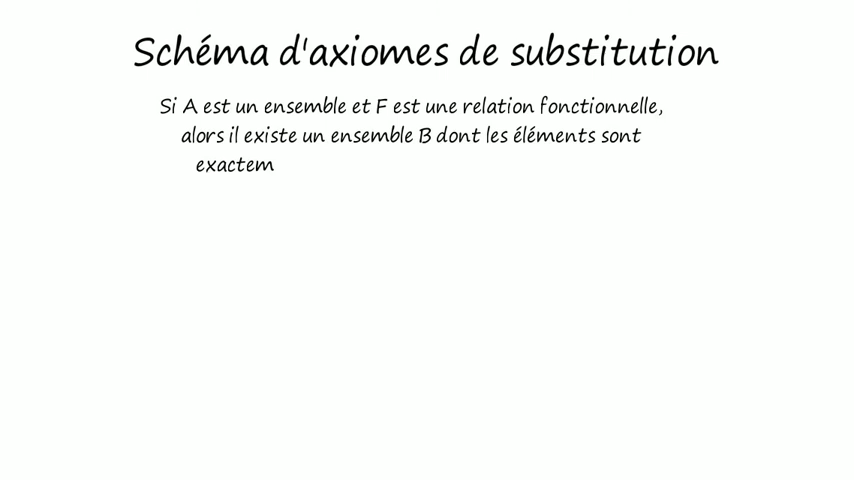 Schéma d'axiomes de substitution
Si A est un ensemble et F est une relation fonctionnelle,
alors il existe un ensemble B dont les éléments sont
exactem